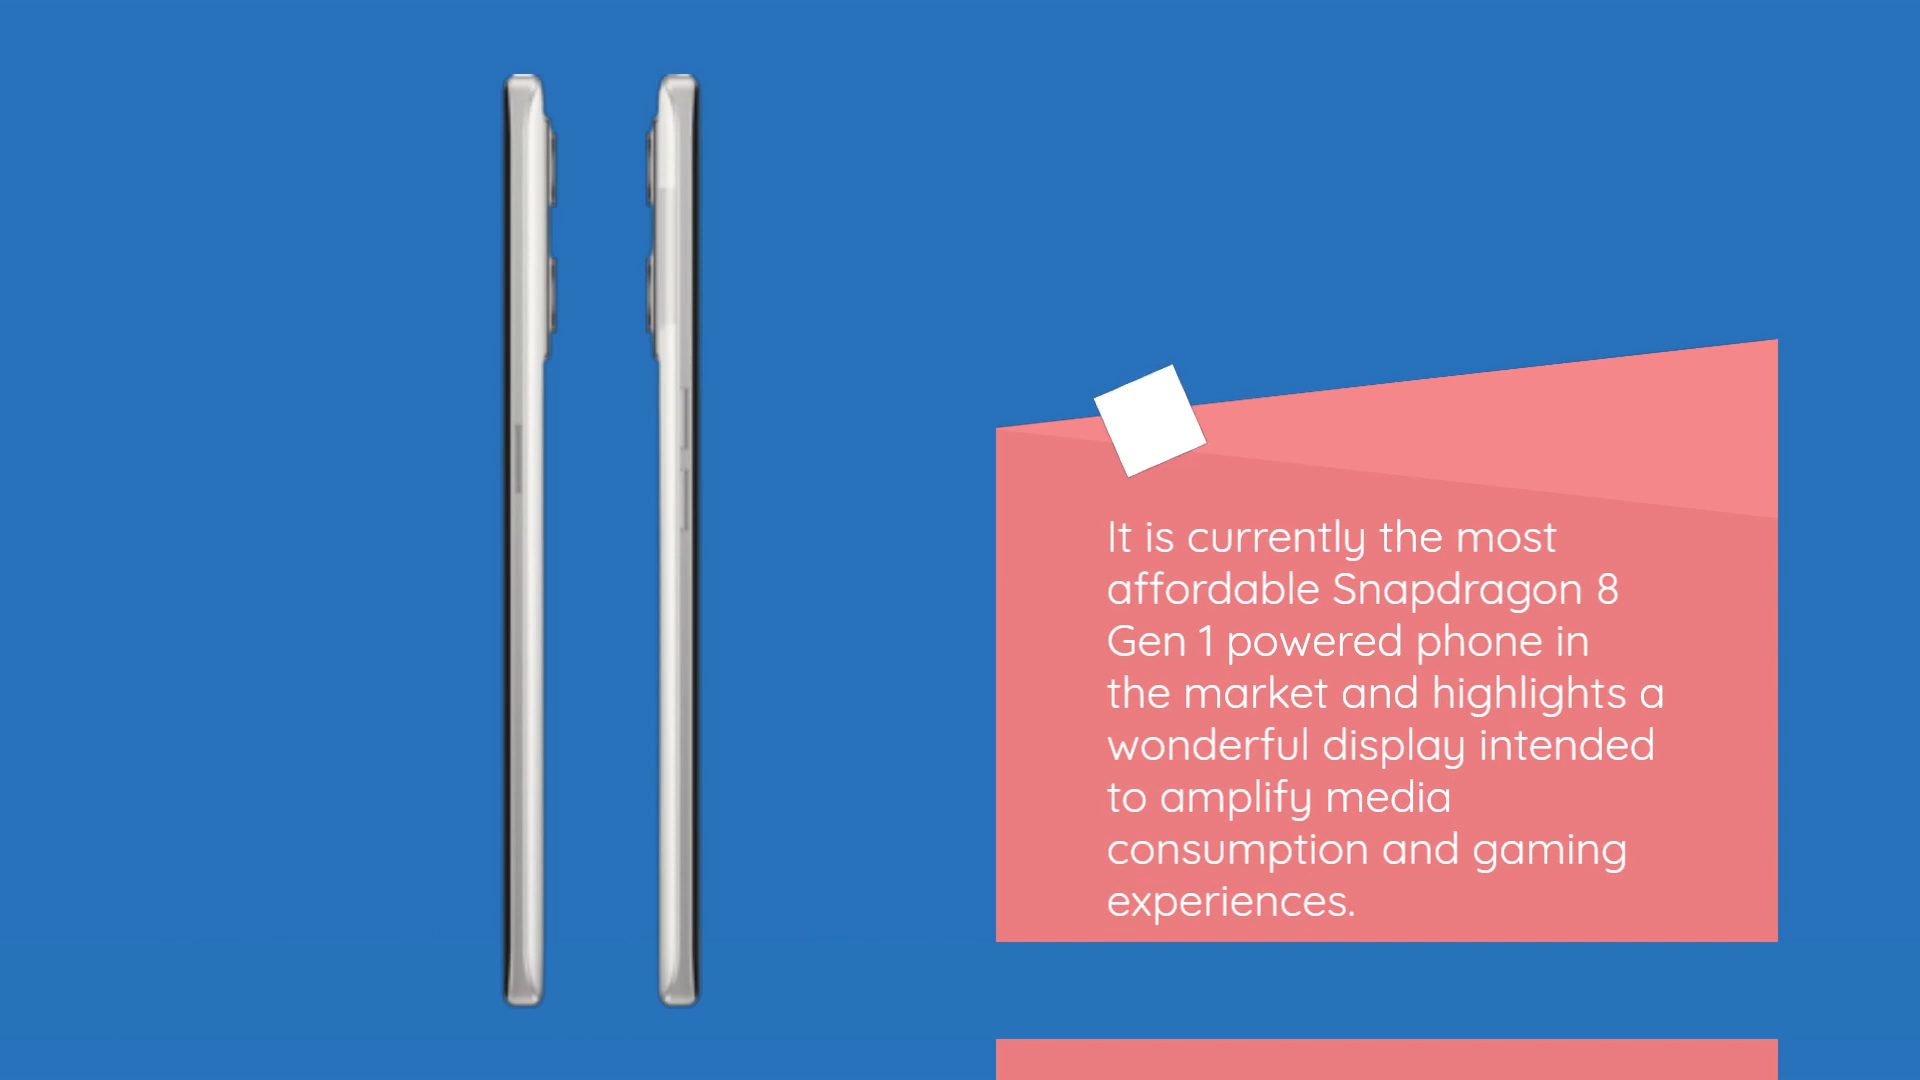 It is currently the most
affordable Snapdragon 8
Gen 1 powered phone in
the market and highlights a
wonderful display intended
to amplify media
consumption and gaming
experiences.